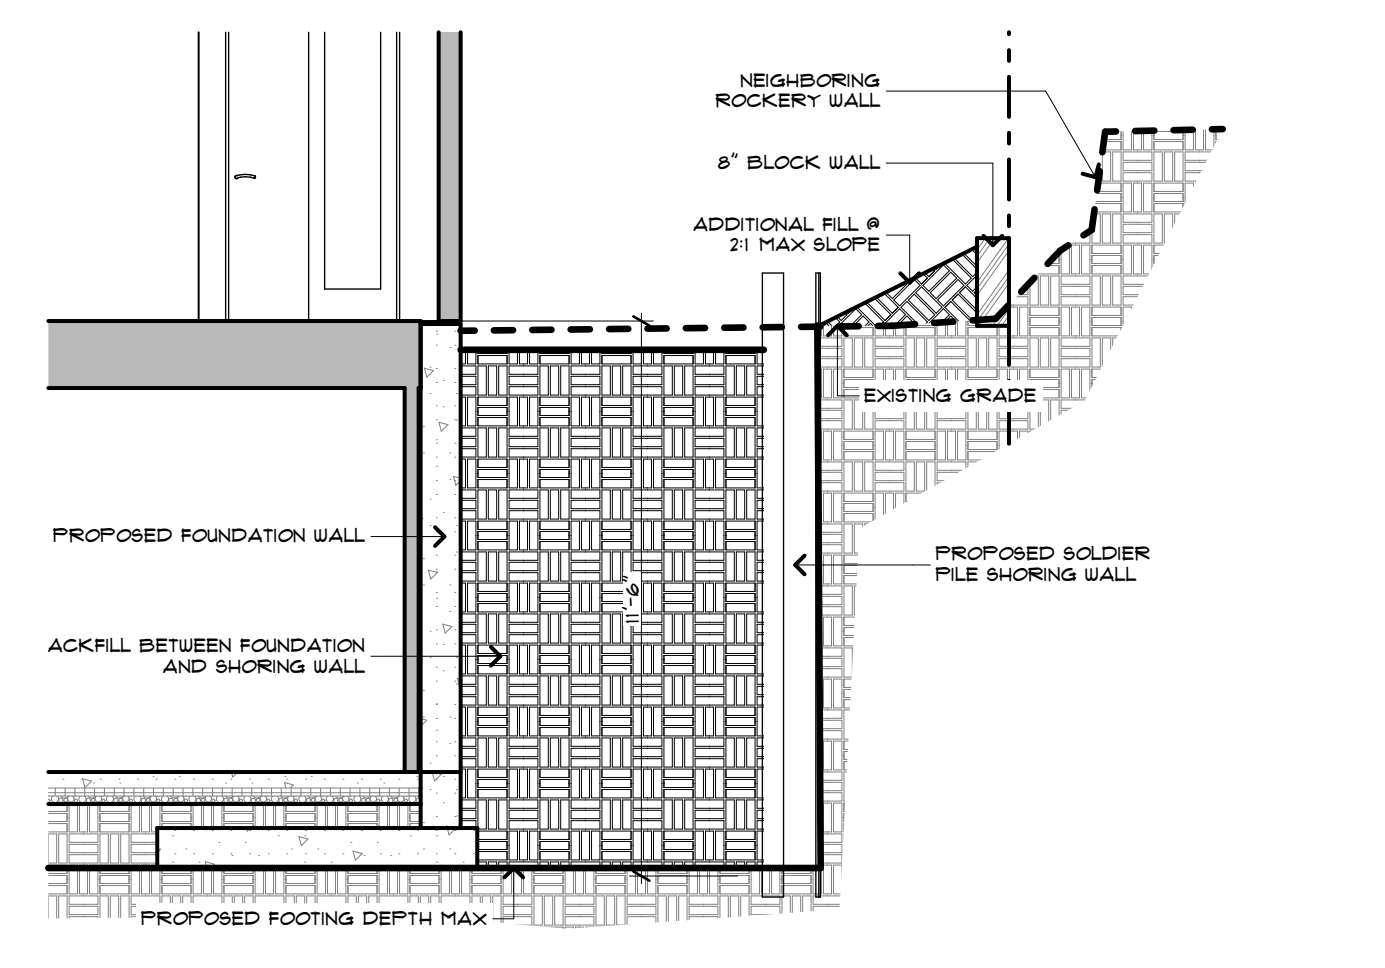 NEIGHBORING
ROCKERY WALL
8" BLOCK WALL
ADDITIONAL FILL @
2:1 MAX SLOPE
EXISTING GRADE
PROPOSED FOUNDATION WALL
PROPOSED SOLDIER
PILE SHORING WALL
11'-6"
ACKFILL BETWEEN FOUNDATION
AND SHORING WALL
PROPOSED FOOTING DEPTH MAX